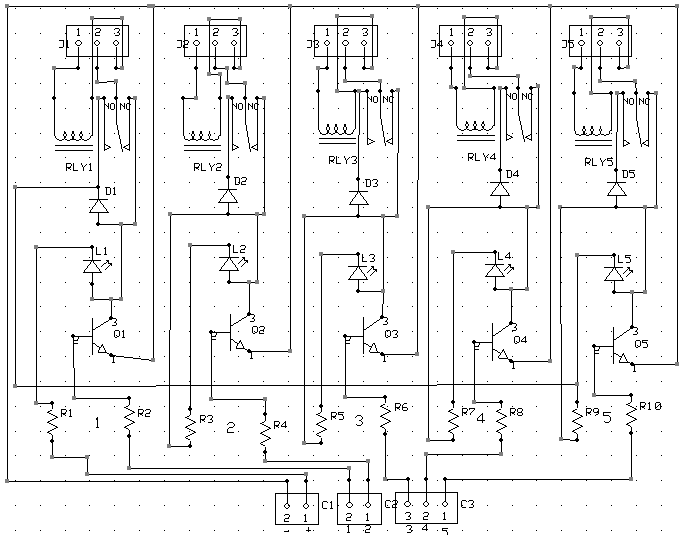 J1 1 2 3 J2 1 2 3 J3 1 2 3 J4 1 2 3 J5 1 2 3
NO NC NO NC NO NC NO NC NO NC
RLY1 RLY2 RLY3 RLY4 RLY5
D1 D2 D3 D4 D5
L1 L2 L3 L4 L5
3 3 3 3 3
Q1 Q2 Q3 Q4 Q5
1 1 1 1 1
R1 R2 R3 R4 R5 R6 R7 R8 R9 R10
1 2 3 4 5
C1 C2 C3
2 1 1 2 3 2 1
- + 1 2 3 4 5